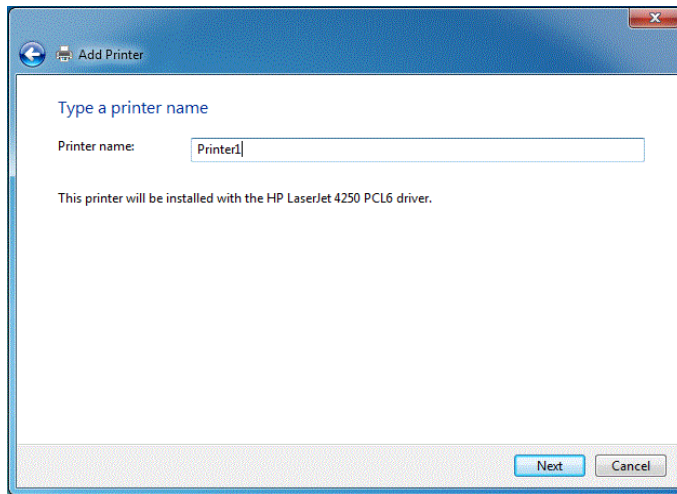 Add Printer
Type a printer name
Printer name: Printer1
This printer will be installed with the HP LaserJet 4250 PCL6 driver.
Next Cancel